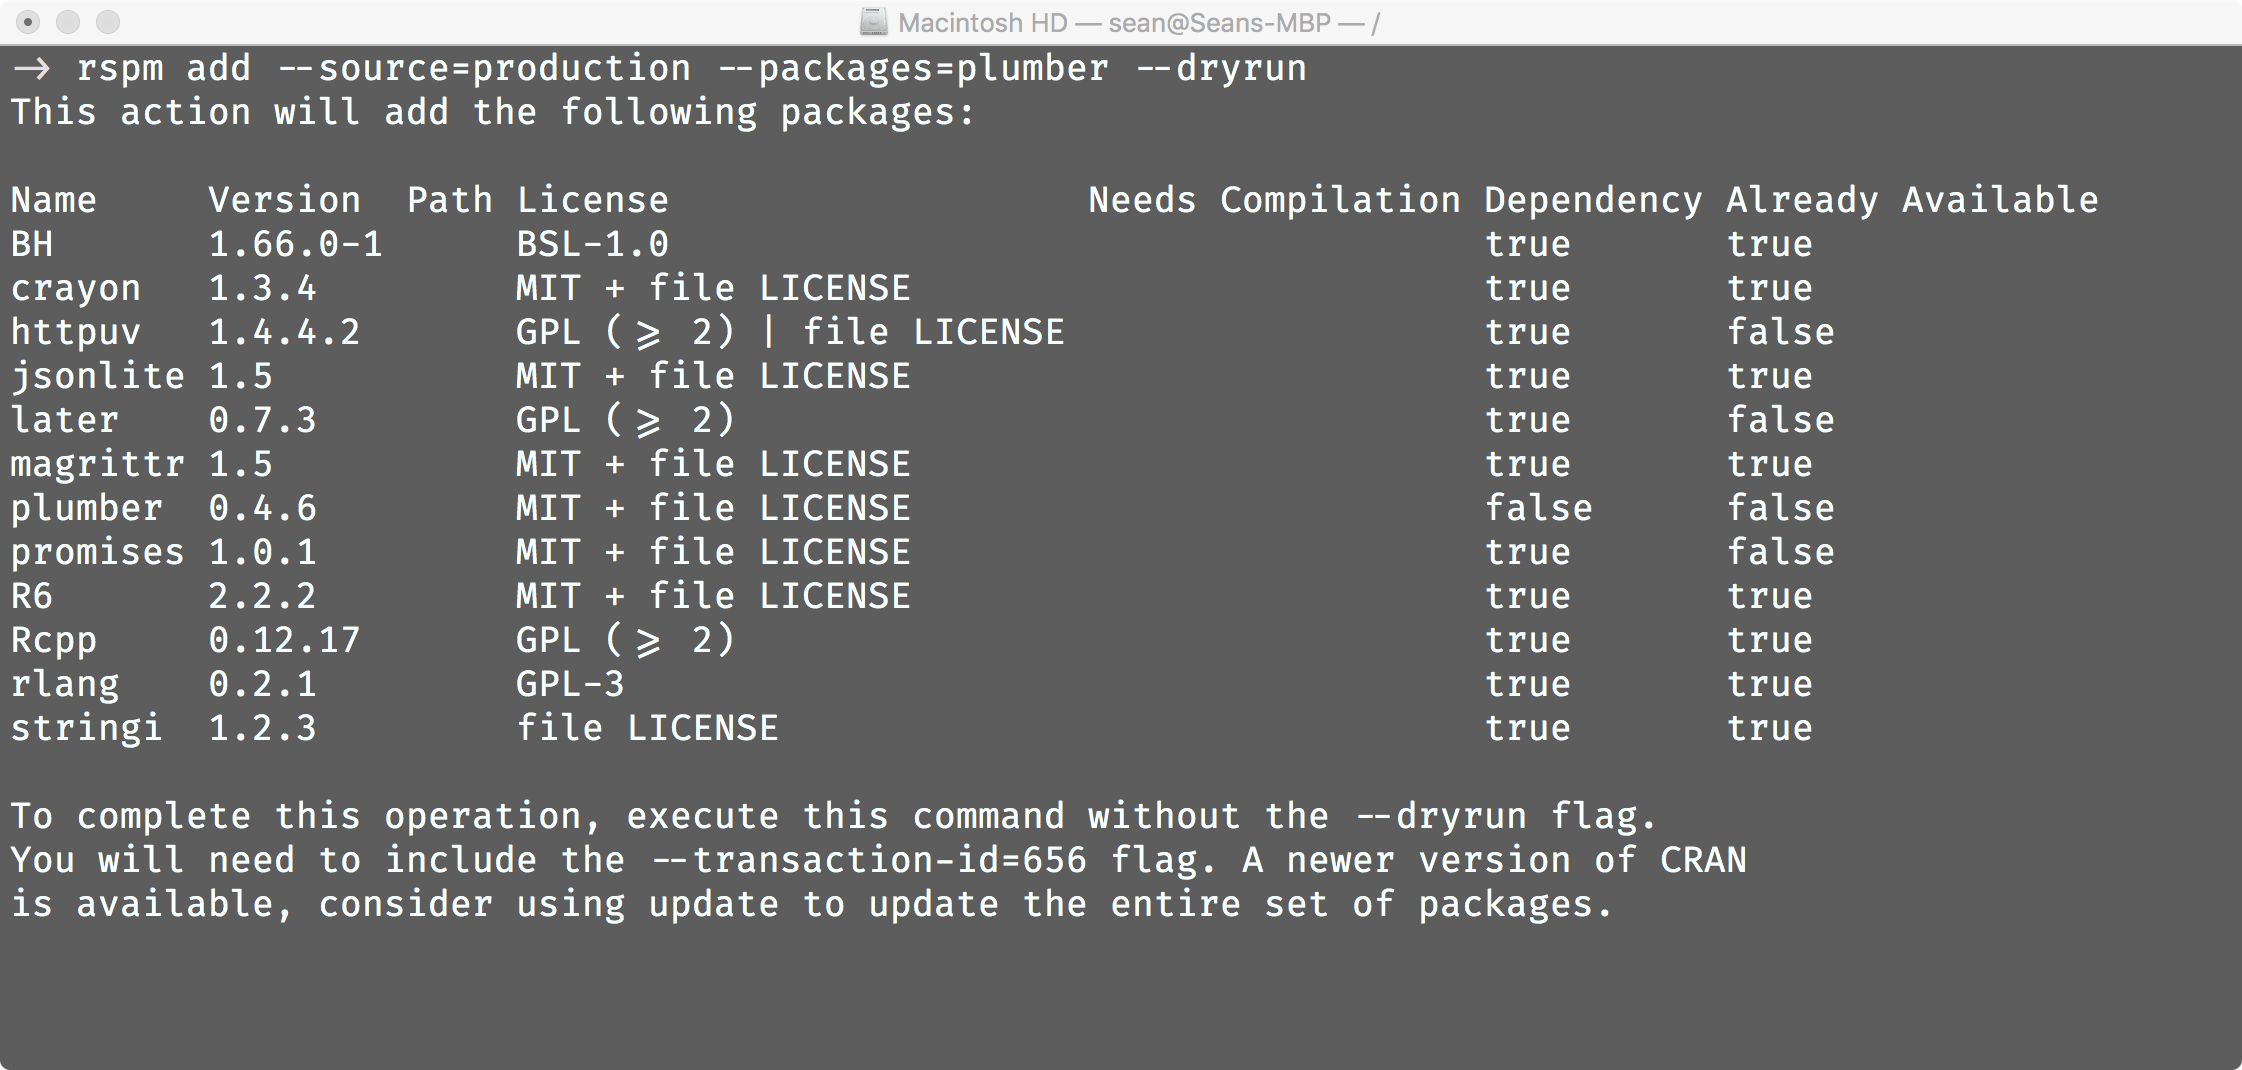 Macintosh HD — sean@Seans-MBP — /
→ rspm add --source=production --packages=plumber --dryrun
This action will add the following packages:
Name Version Path License Needs Compilation Dependency Already Available
BH 1.66.0-1 BSL-1.0 true true
crayon 1.3.4 MIT + file LICENSE true true
httpuv 1.4.4.2 GPL (⩾ 2) | file LICENSE true false
jsonlite 1.5 MIT + file LICENSE true true
later 0.7.3 GPL (⩾ 2) true false
magrittr 1.5 MIT + file LICENSE true true
plumber 0.4.6 MIT + file LICENSE false false
promises 1.0.1 MIT + file LICENSE true false
R6 2.2.2 MIT + file LICENSE true true
Rcpp 0.12.17 GPL (⩾ 2) true true
rlang 0.2.1 GPL-3 true true
stringi 1.2.3 file LICENSE true true
To complete this operation, execute this command without the --dryrun flag.
You will need to include the --transaction-id=656 flag. A newer version of CRAN
is available, consider using update to update the entire set of packages.